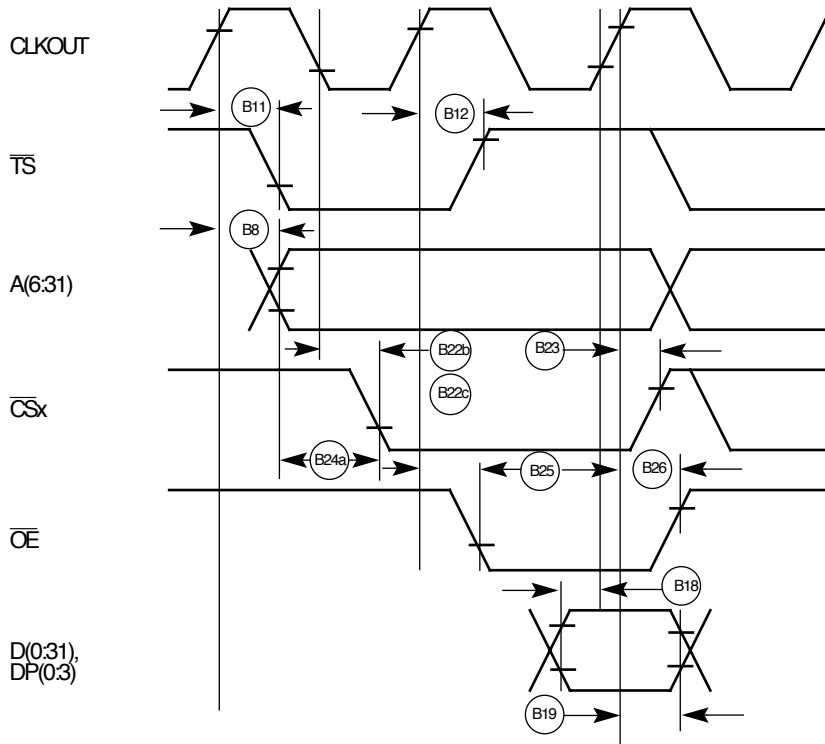 CLKOUT
B11
B12
TS
B8
A(6:31)
B22b
B23
B22c
CSx
B24a
B25
B26
OE
B18
D(0:31),
DP(0:3)
B19